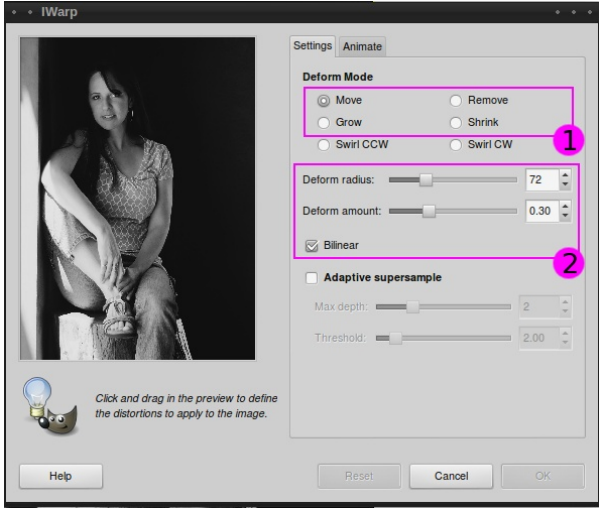 IWarp
Settings Animate
Deform Mode
Move Remove
Grow Shrink
1
Swirl CCW Swirl CW
Deform radius: 72
Deform amount: 0.30
Bilinear
2
Adaptive supersample
Max depth: 2
Threshold: 2.00
Click and drag in the preview to define
the distortions to apply to the image.
Help Reset Cancel OK